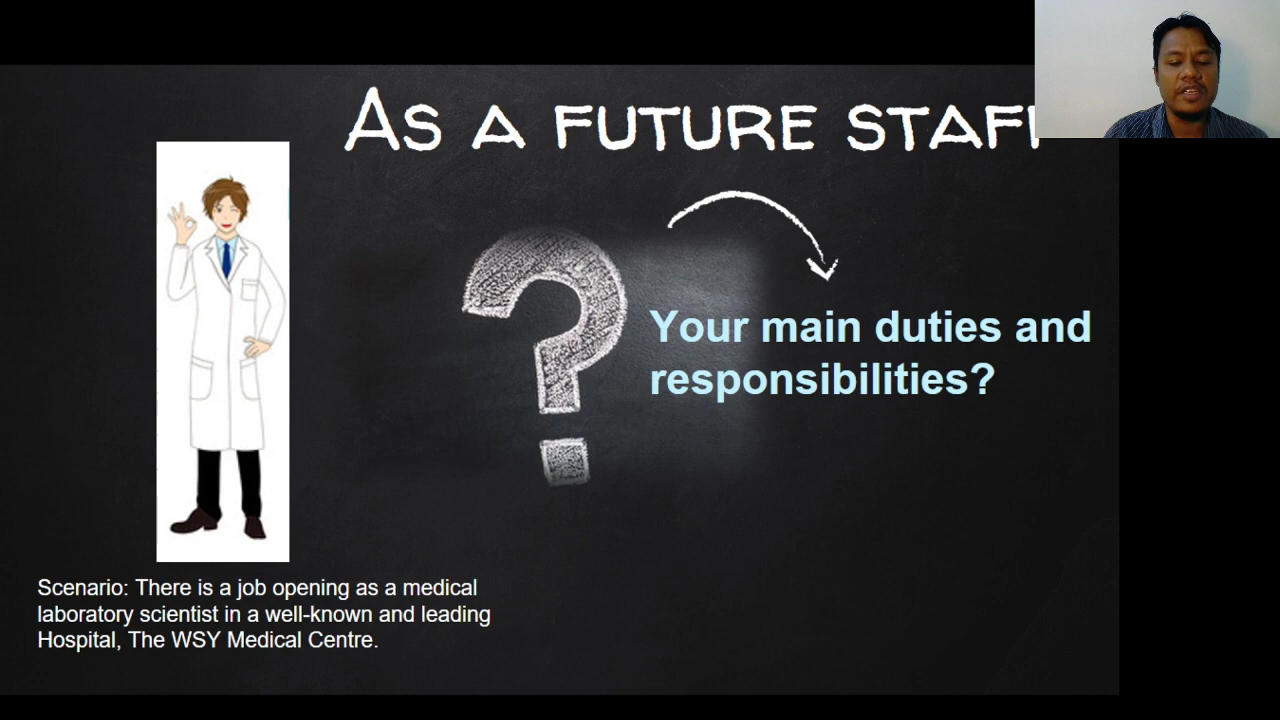 As a future staff
Your main duties and
responsibilities?
Scenario: There is a job opening as a medical
laboratory scientist in a well-known and leading
Hospital, The WSY Medical Centre.